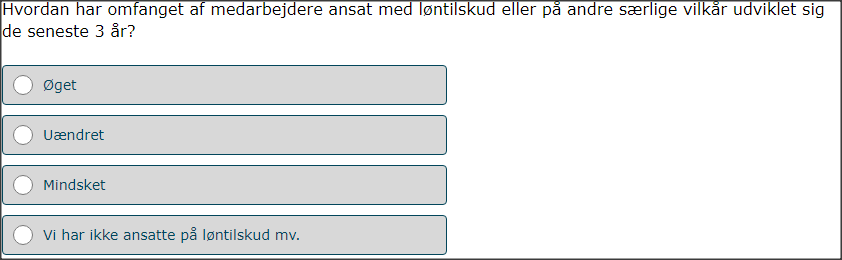 Hvordan har omfanget af medarbejdere ansat med løntilskud eller på andre særlige vilkår udviklet sig
de seneste 3 år?
Øget
Uændret
Mindsket
Vi har ikke ansatte på løntilskud mv.